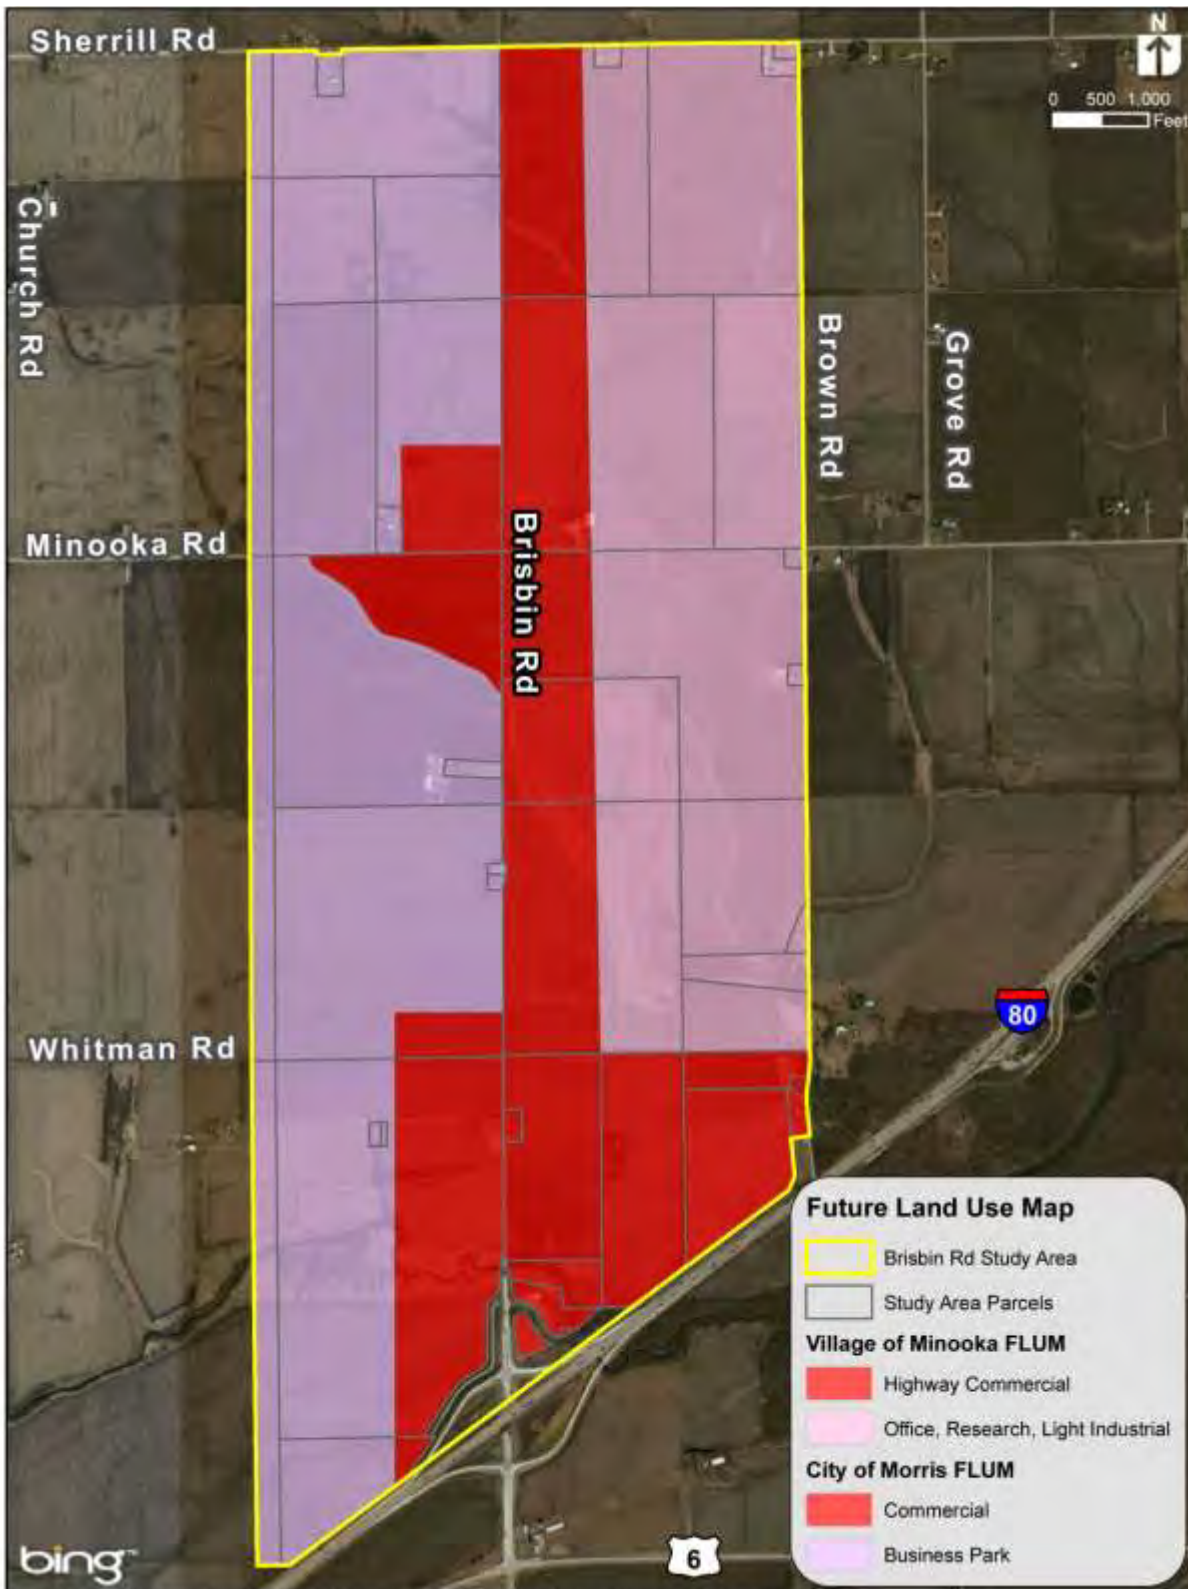 Sherrill Rd
N
0 500 1,000
Feet
Church Rd
Brown Rd
Grove Rd
Minooka Rd
Brisbin Rd
80
Whitman Rd
Future Land Use Map
Brisbin Rd Study Area
Study Area Parcels
Village of Minooka FLUM
Highway Commercial
Office, Research, Light Industrial
City of Morris FLUM
Commercial
Business Park
bing
6